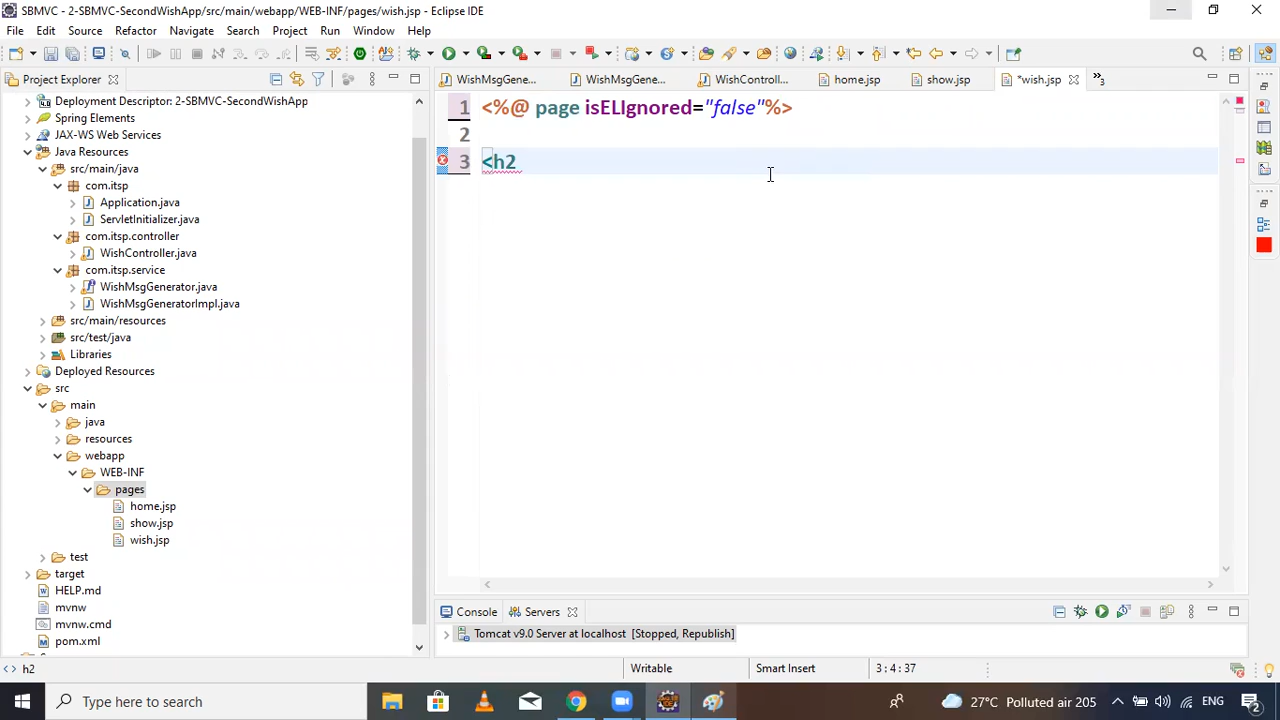 SBMVC - 2-SBMVC-SecondWishApp/src/main/webapp/WEB-INF/pages/wish.jsp - Eclipse IDE
File Edit Source Refactor Navigate Search Project Run Window Help
Project Explorer
WishMsgGene... WishMsgGene... WishControll... home.jsp show.jsp *wish.jsp »3
Deployment Descriptor: 2-SBMVC-SecondWishApp
Spring Elements
JAX-WS Web Services
Java Resources
src/main/java
com.itsp
Application.java
ServletInitializer.java
com.itsp.controller
WishController.java
com.itsp.service
WishMsgGenerator.java
WishMsgGeneratorImpl.java
src/main/resources
src/test/java
Libraries
Deployed Resources
src
main
java
resources
webapp
WEB-INF
pages
home.jsp
show.jsp
wish.jsp
test
target
HELP.md
mvnw
mvnw.cmd
pom.xml
1 <%@ page isELIgnored="false"%>
2
3 <h2
Console Servers
Tomcat v9.0 Server at localhost [Stopped, Republish]
<> h2 Writable Smart Insert 3 : 4 : 37
Type here to search
27°C Polluted air 205 ENG 2